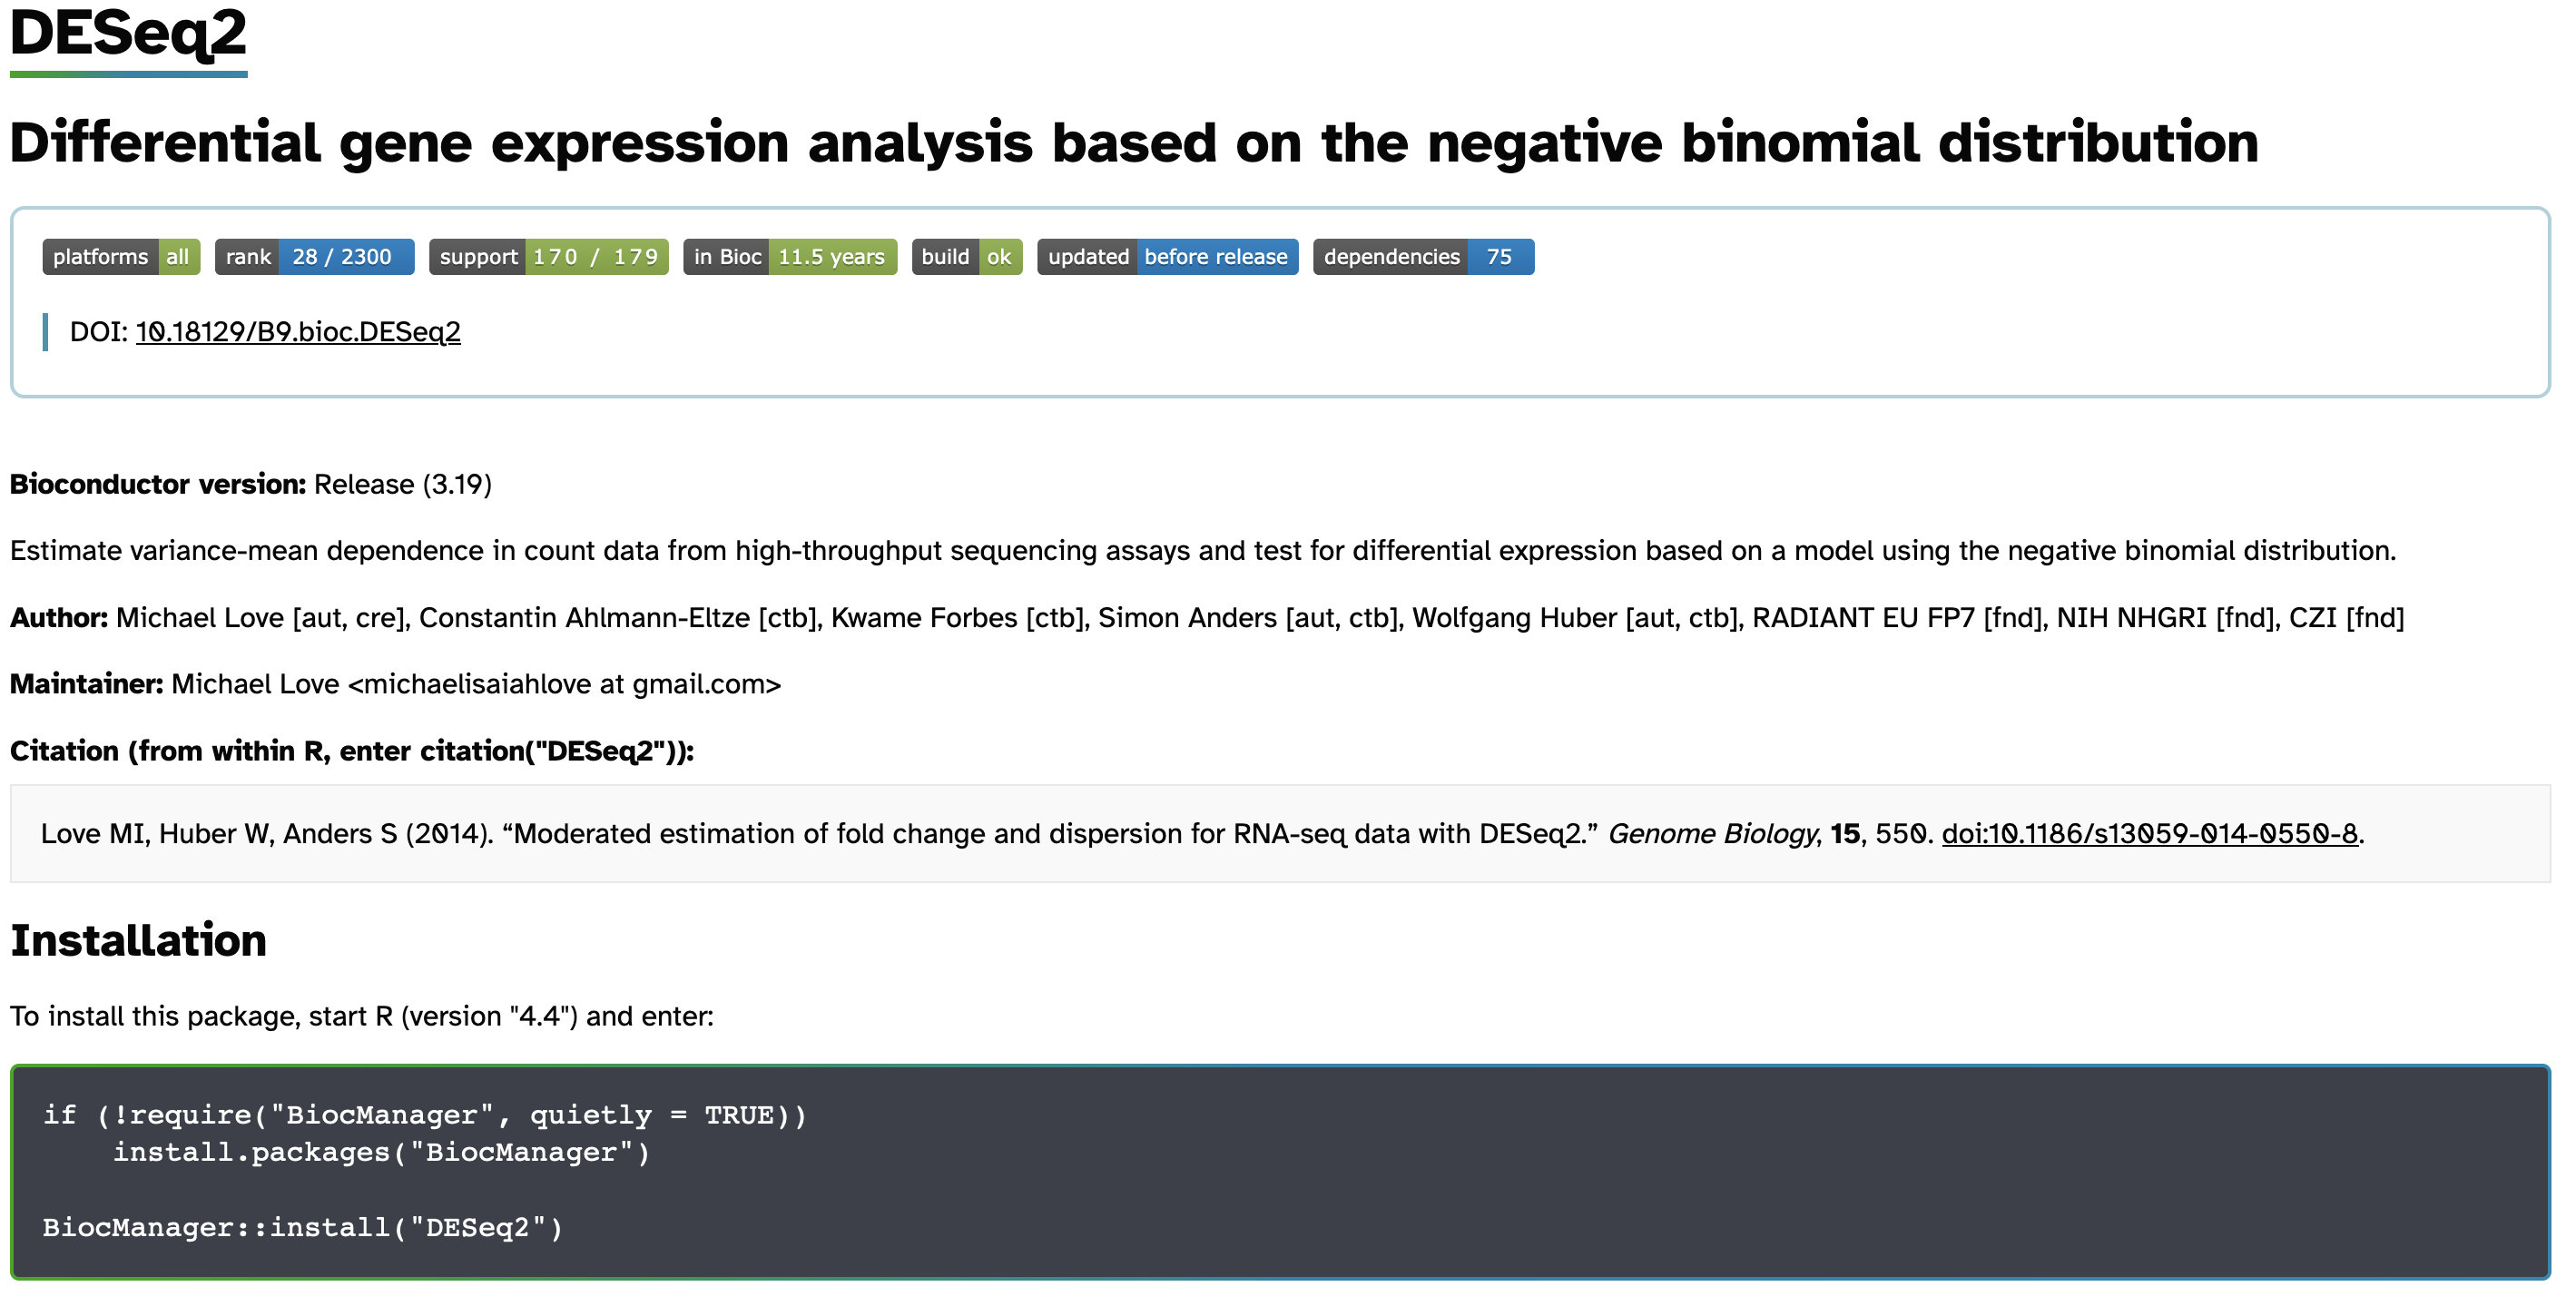 DESeq2
Differential gene expression analysis based on the negative binomial distribution
platforms all rank 28 / 2300 support 170 / 179 in Bioc 11.5 years build ok updated before release dependencies 75
DOI: 10.18129/B9.bioc.DESeq2
Bioconductor version: Release (3.19)
Estimate variance-mean dependence in count data from high-throughput sequencing assays and test for differential expression based on a model using the negative binomial distribution.
Author: Michael Love [aut, cre], Constantin Ahlmann-Eltze [ctb], Kwame Forbes [ctb], Simon Anders [aut, ctb], Wolfgang Huber [aut, ctb], RADIANT EU FP7 [fnd], NIH NHGRI [fnd], CZI [fnd]
Maintainer: Michael Love <michaelisaiahlove at gmail.com>
Citation (from within R, enter citation("DESeq2")):
Love MI, Huber W, Anders S (2014). “Moderated estimation of fold change and dispersion for RNA-seq data with DESeq2.” Genome Biology, 15, 550. doi:10.1186/s13059-014-0550-8.
Installation
To install this package, start R (version "4.4") and enter:
if (!require("BiocManager", quietly = TRUE))
    install.packages("BiocManager")
BiocManager::install("DESeq2")